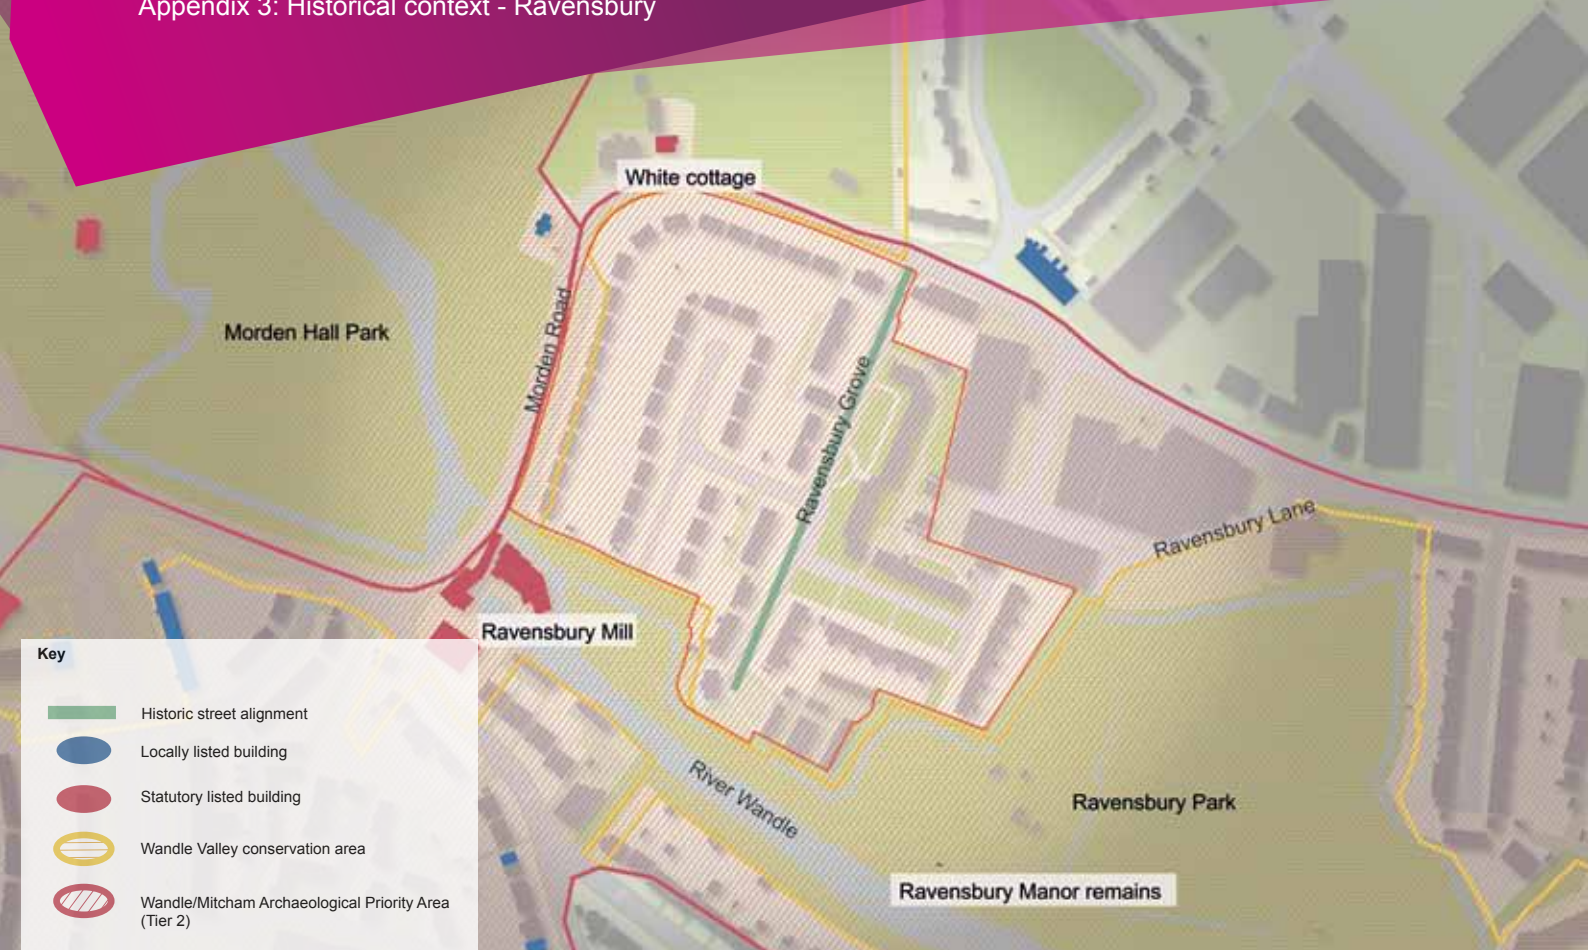 Appendix 3: Historical context - Ravensbury
White cottage
Morden Hall Park
Morden Road
Ravensbury Grove
Ravensbury Lane
Ravensbury Mill
River Wandle
Ravensbury Park
Ravensbury Manor remains
Key
Historic street alignment
Locally listed building
Statutory listed building
Wandle Valley conservation area
Wandle/Mitcham Archaeological Priority Area
(Tier 2)